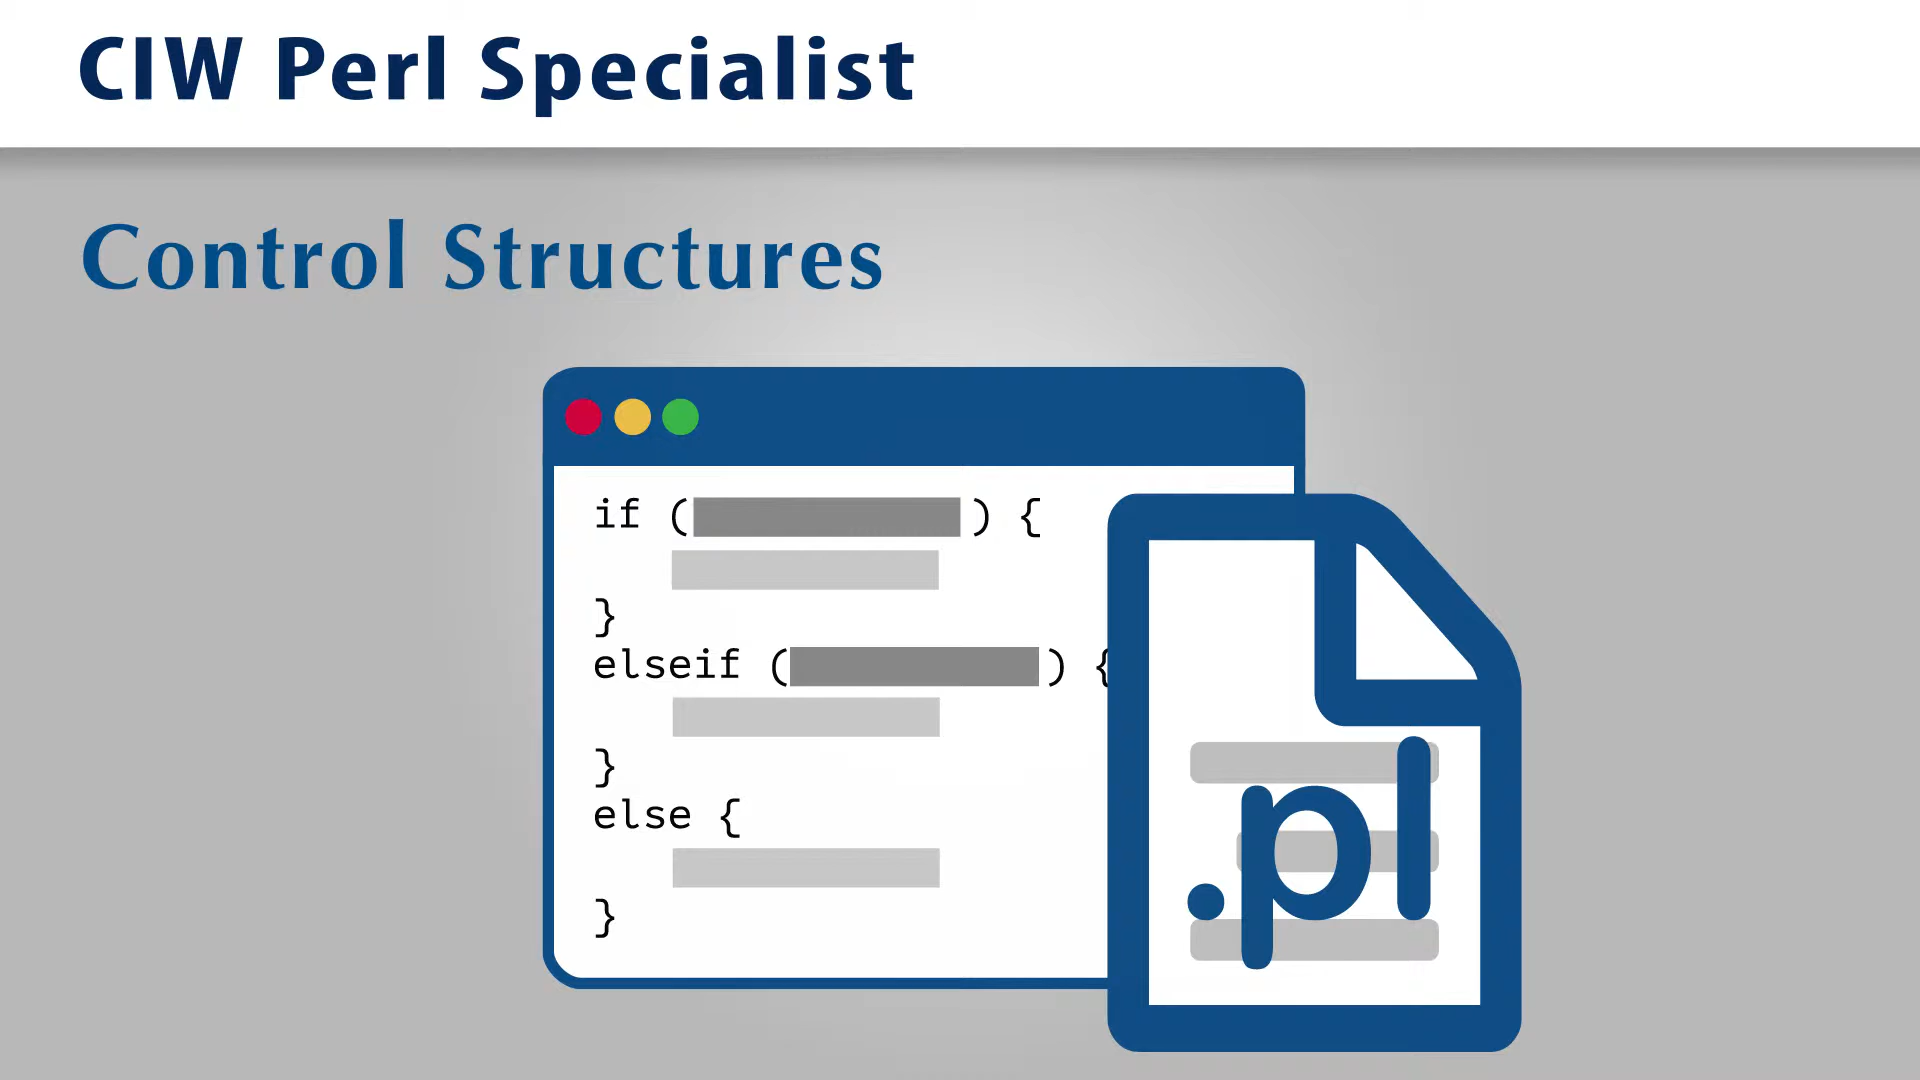 CIW Perl Specialist
Control Structures
if ( ) {
}
elseif ( ) {
}
else {
}
.pl